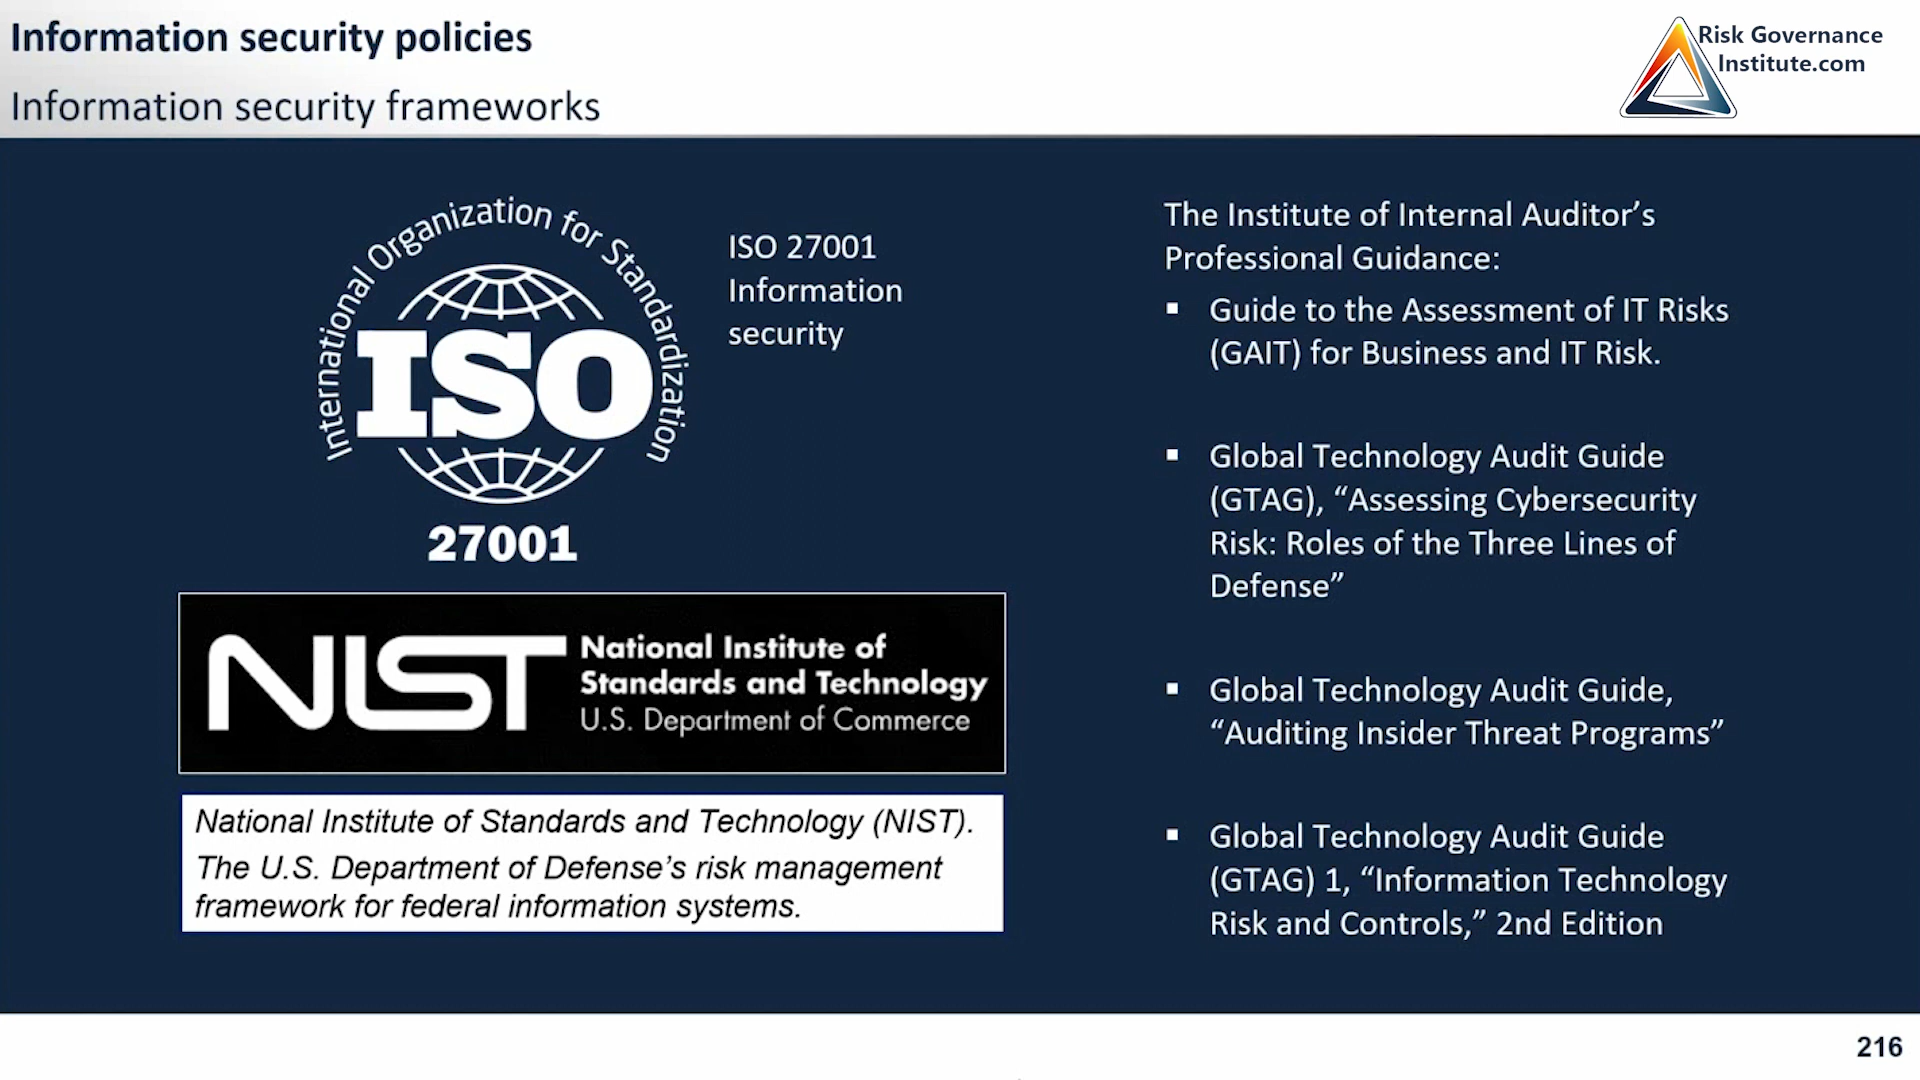 Information security policies
Information security frameworks
Risk Governance
Institute.com
International Organization for Standardization
ISO
27001
ISO 27001
Information
security
NIST
National Institute of
Standards and Technology
U.S. Department of Commerce
National Institute of Standards and Technology (NIST).
The U.S. Department of Defense’s risk management
framework for federal information systems.
The Institute of Internal Auditor’s
Professional Guidance:
▪ Guide to the Assessment of IT Risks
(GAIT) for Business and IT Risk.
▪ Global Technology Audit Guide
(GTAG), “Assessing Cybersecurity
Risk: Roles of the Three Lines of
Defense”
▪ Global Technology Audit Guide,
“Auditing Insider Threat Programs”
▪ Global Technology Audit Guide
(GTAG) 1, “Information Technology
Risk and Controls,” 2nd Edition
216